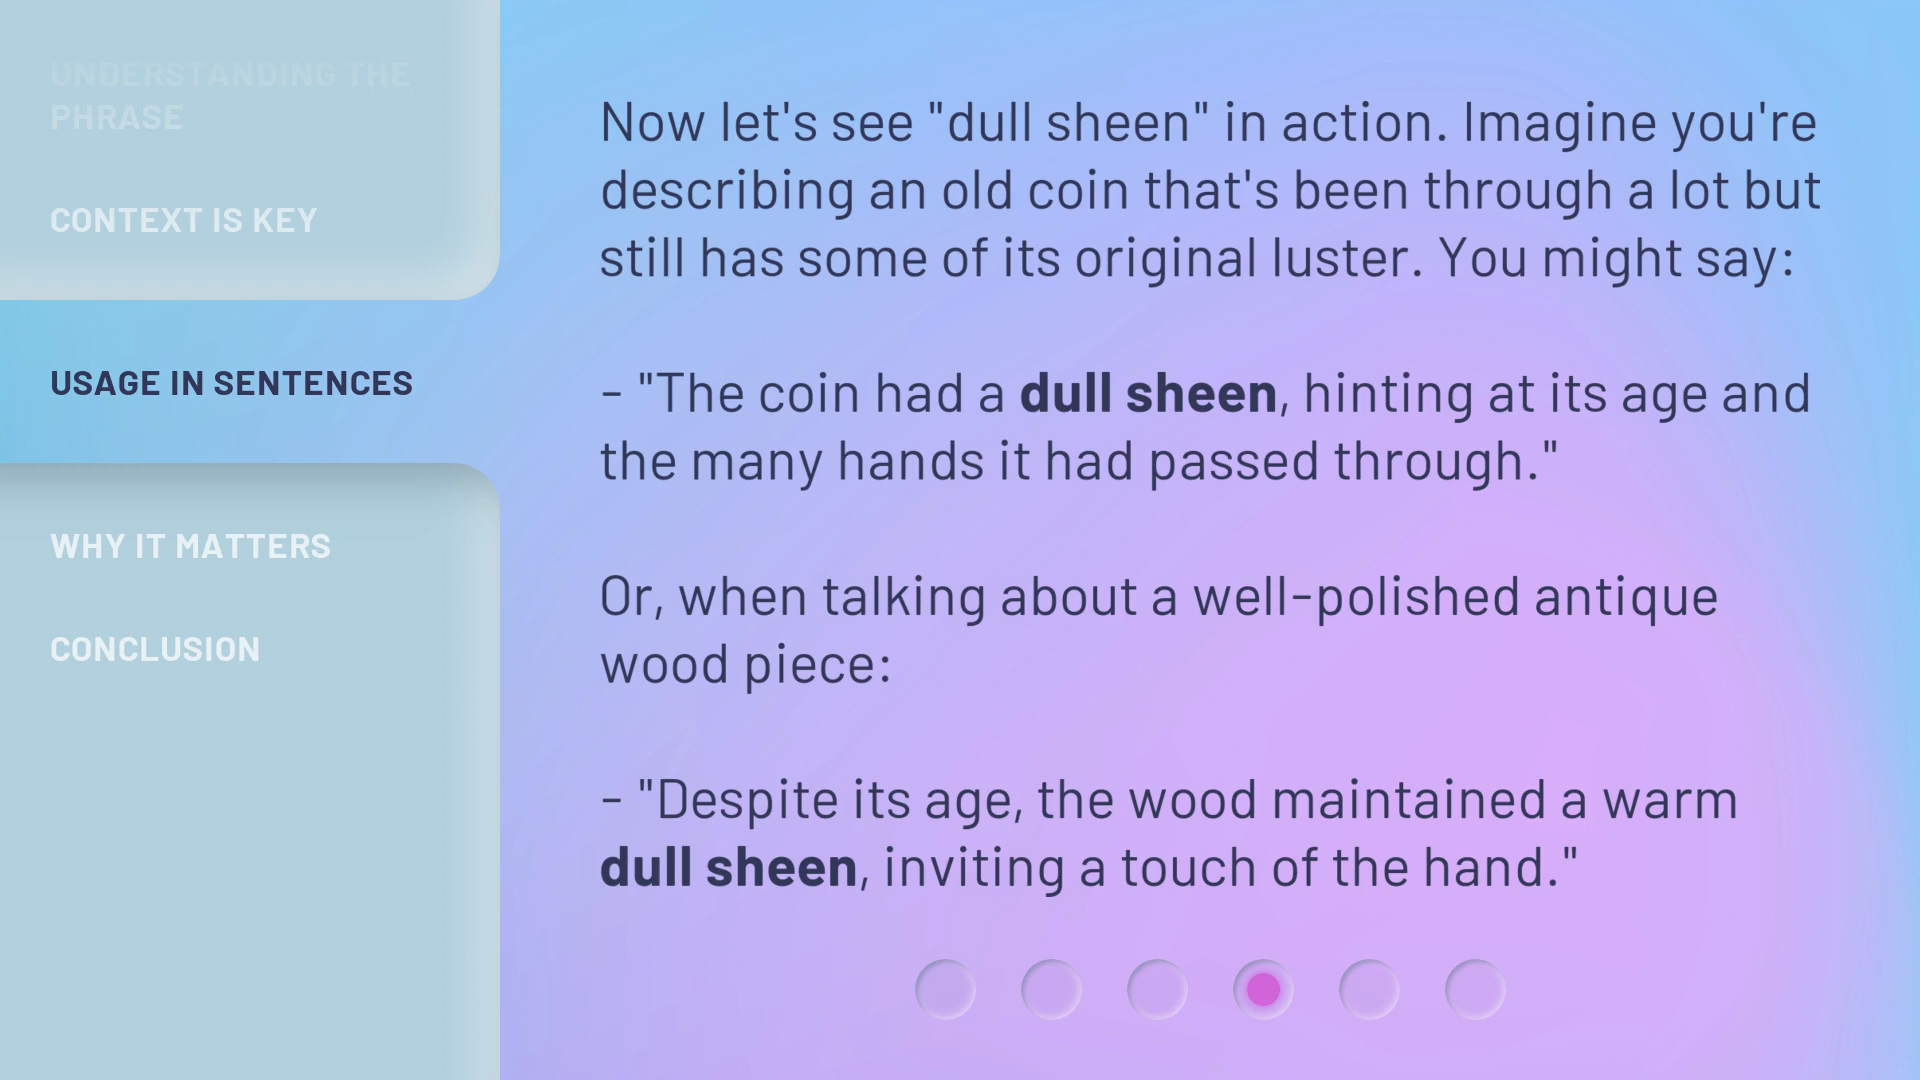 UNDERSTANDING THE
PHRASE
CONTEXT IS KEY
USAGE IN SENTENCES
WHY IT MATTERS
CONCLUSION
Now let's see "dull sheen" in action. Imagine you're
describing an old coin that's been through a lot but
still has some of its original luster. You might say:
- "The coin had a dull sheen, hinting at its age and
the many hands it had passed through."
Or, when talking about a well-polished antique
wood piece:
- "Despite its age, the wood maintained a warm
dull sheen, inviting a touch of the hand."